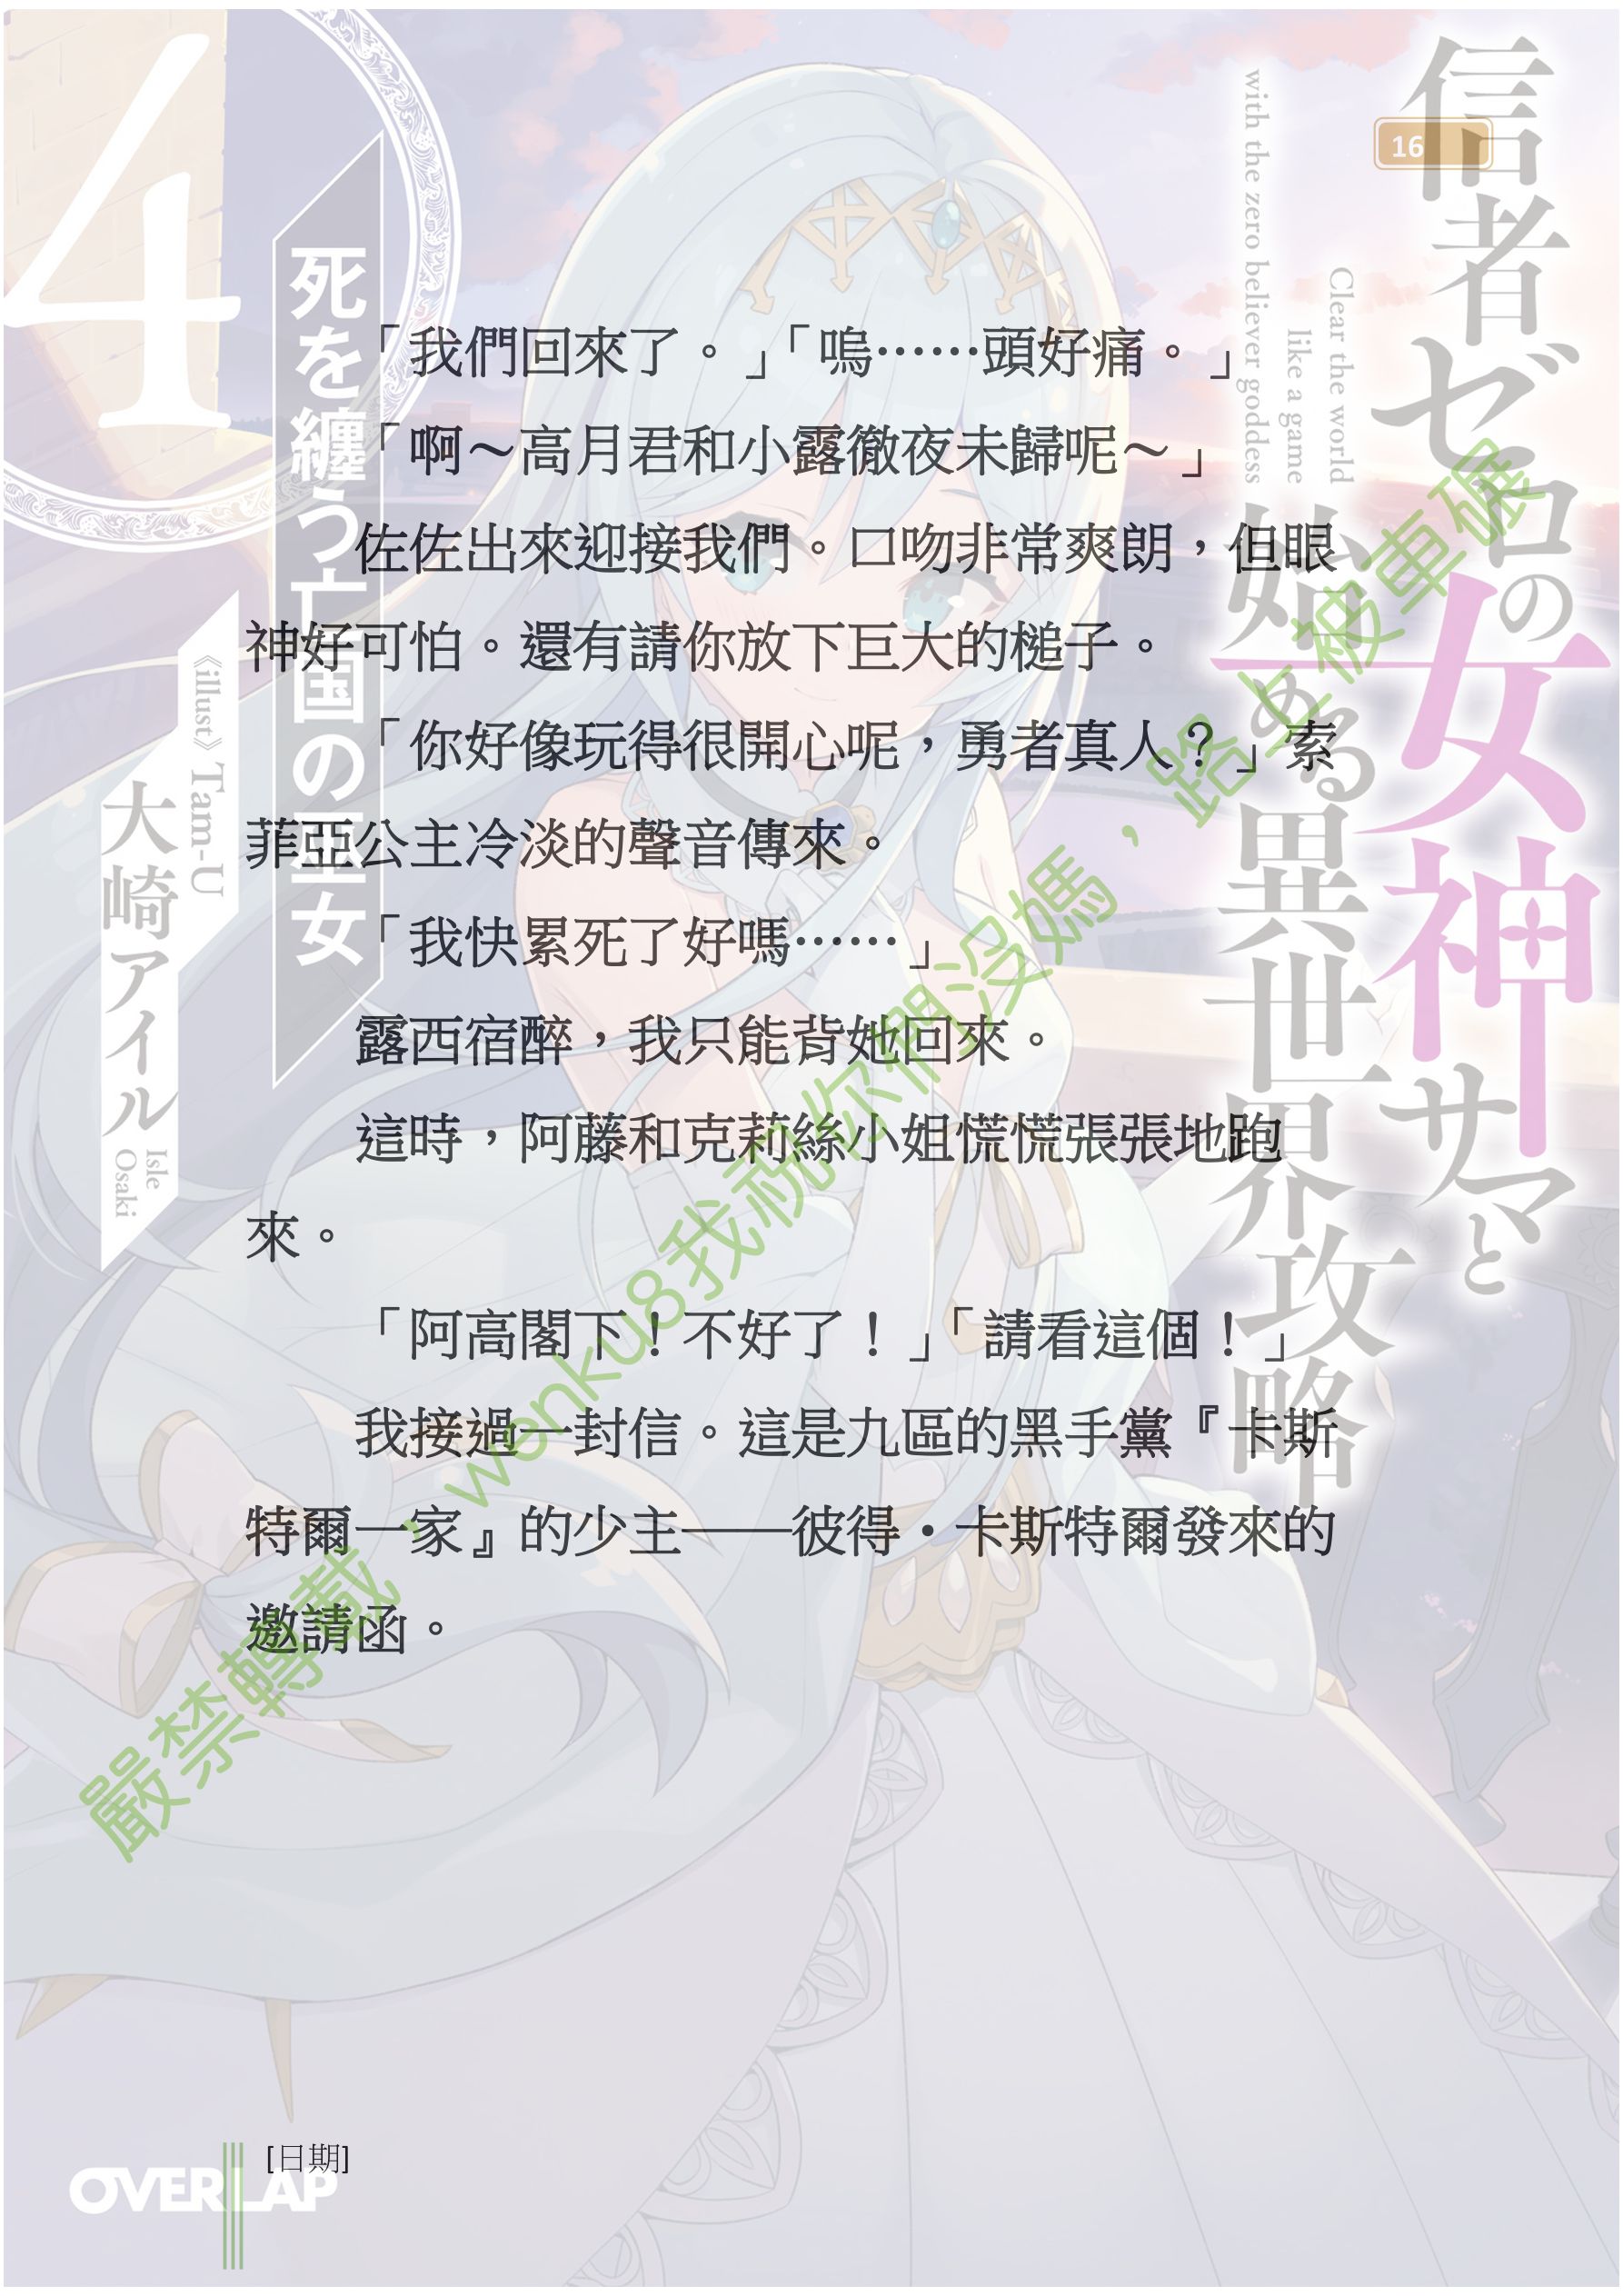 16
信者ゼロの女神サマと
始める異世界攻略
Clear the world
like a game
with the zero believer goddess
4
死を纏う亡国の巫女
《illust》Tam-U
大崎アイル
Isle
Osaki
「我們回來了。」「嗚……頭好痛。」
「啊～高月君和小露徹夜未歸呢～」
佐佐出來迎接我們。口吻非常爽朗，但眼
神好可怕。還有請你放下巨大的槌子。
「你好像玩得很開心呢，勇者真人？」索
菲亞公主冷淡的聲音傳來。
「我快累死了好嗎……」
露西宿醉，我只能背她回來。
這時，阿藤和克莉絲小姐慌慌張張地跑
來。
「阿高閣下！不好了！」「請看這個！」
我接過一封信。這是九區的黑手黨『卡斯
特爾一家』的少主——彼得・卡斯特爾發來的
邀請函。
嚴禁轉載，wenku8我祝你們沒媽，路上被車碾
[日期]
OVERLAP